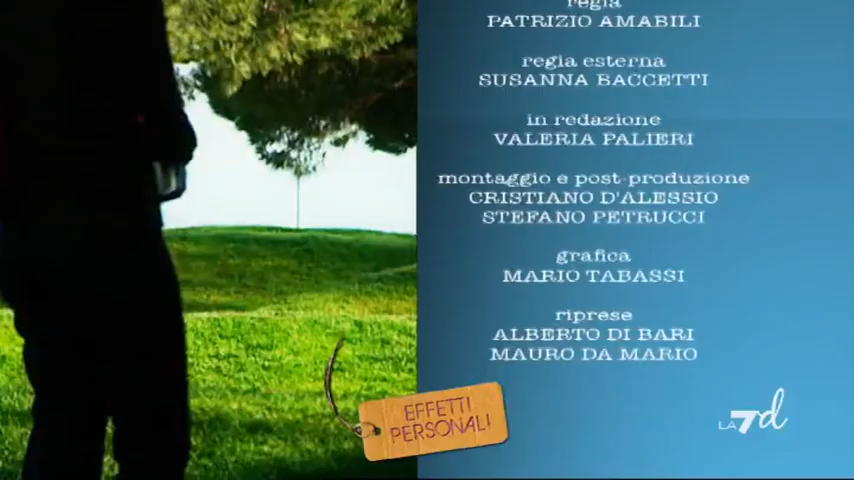 regia
PATRIZIO AMABILI
regia esterna
SUSANNA BACCETTI
in redazione
VALERIA PALIERI
montaggio e post-produzione
CRISTIANO D'ALESSIO
STEFANO PETRUCCI
grafica
MARIO TABASSI
riprese
ALBERTO DI BARI
MAURO DA MARIO
EFFETTI
PERSONALI
LA7d